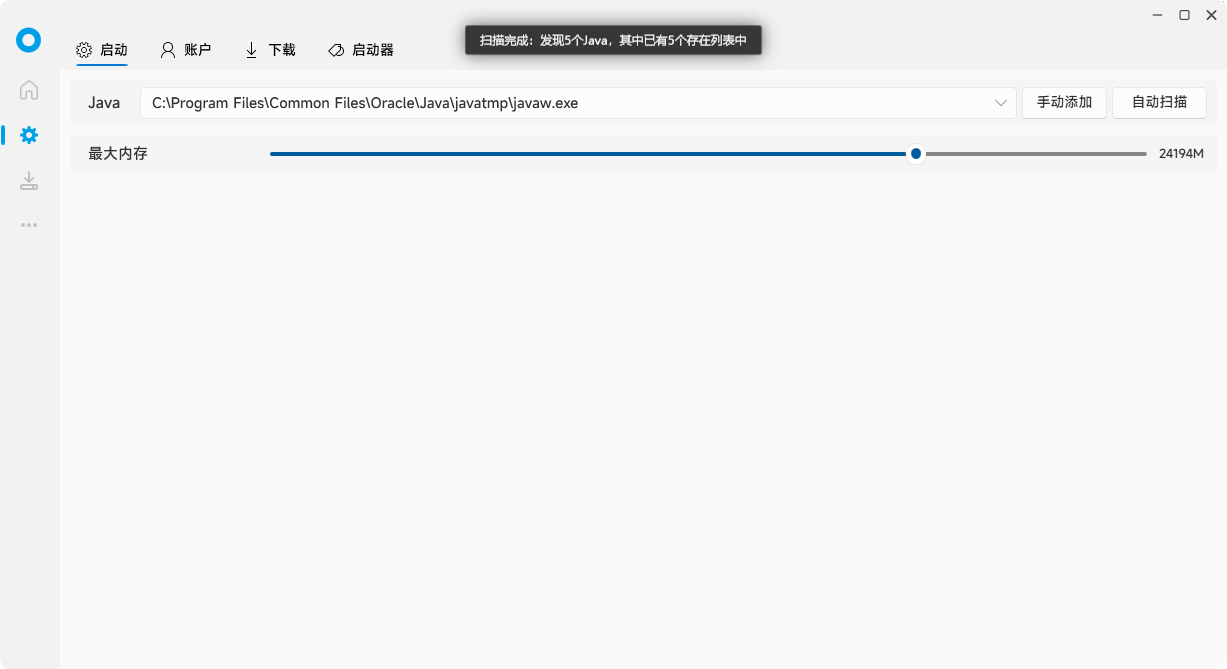 扫描完成：发现5个Java，其中已有5个存在列表中
启动 账户 下载 启动器
Java C:\Program Files\Common Files\Oracle\Java\javatmp\javaw.exe 手动添加 自动扫描
最大内存 24194M